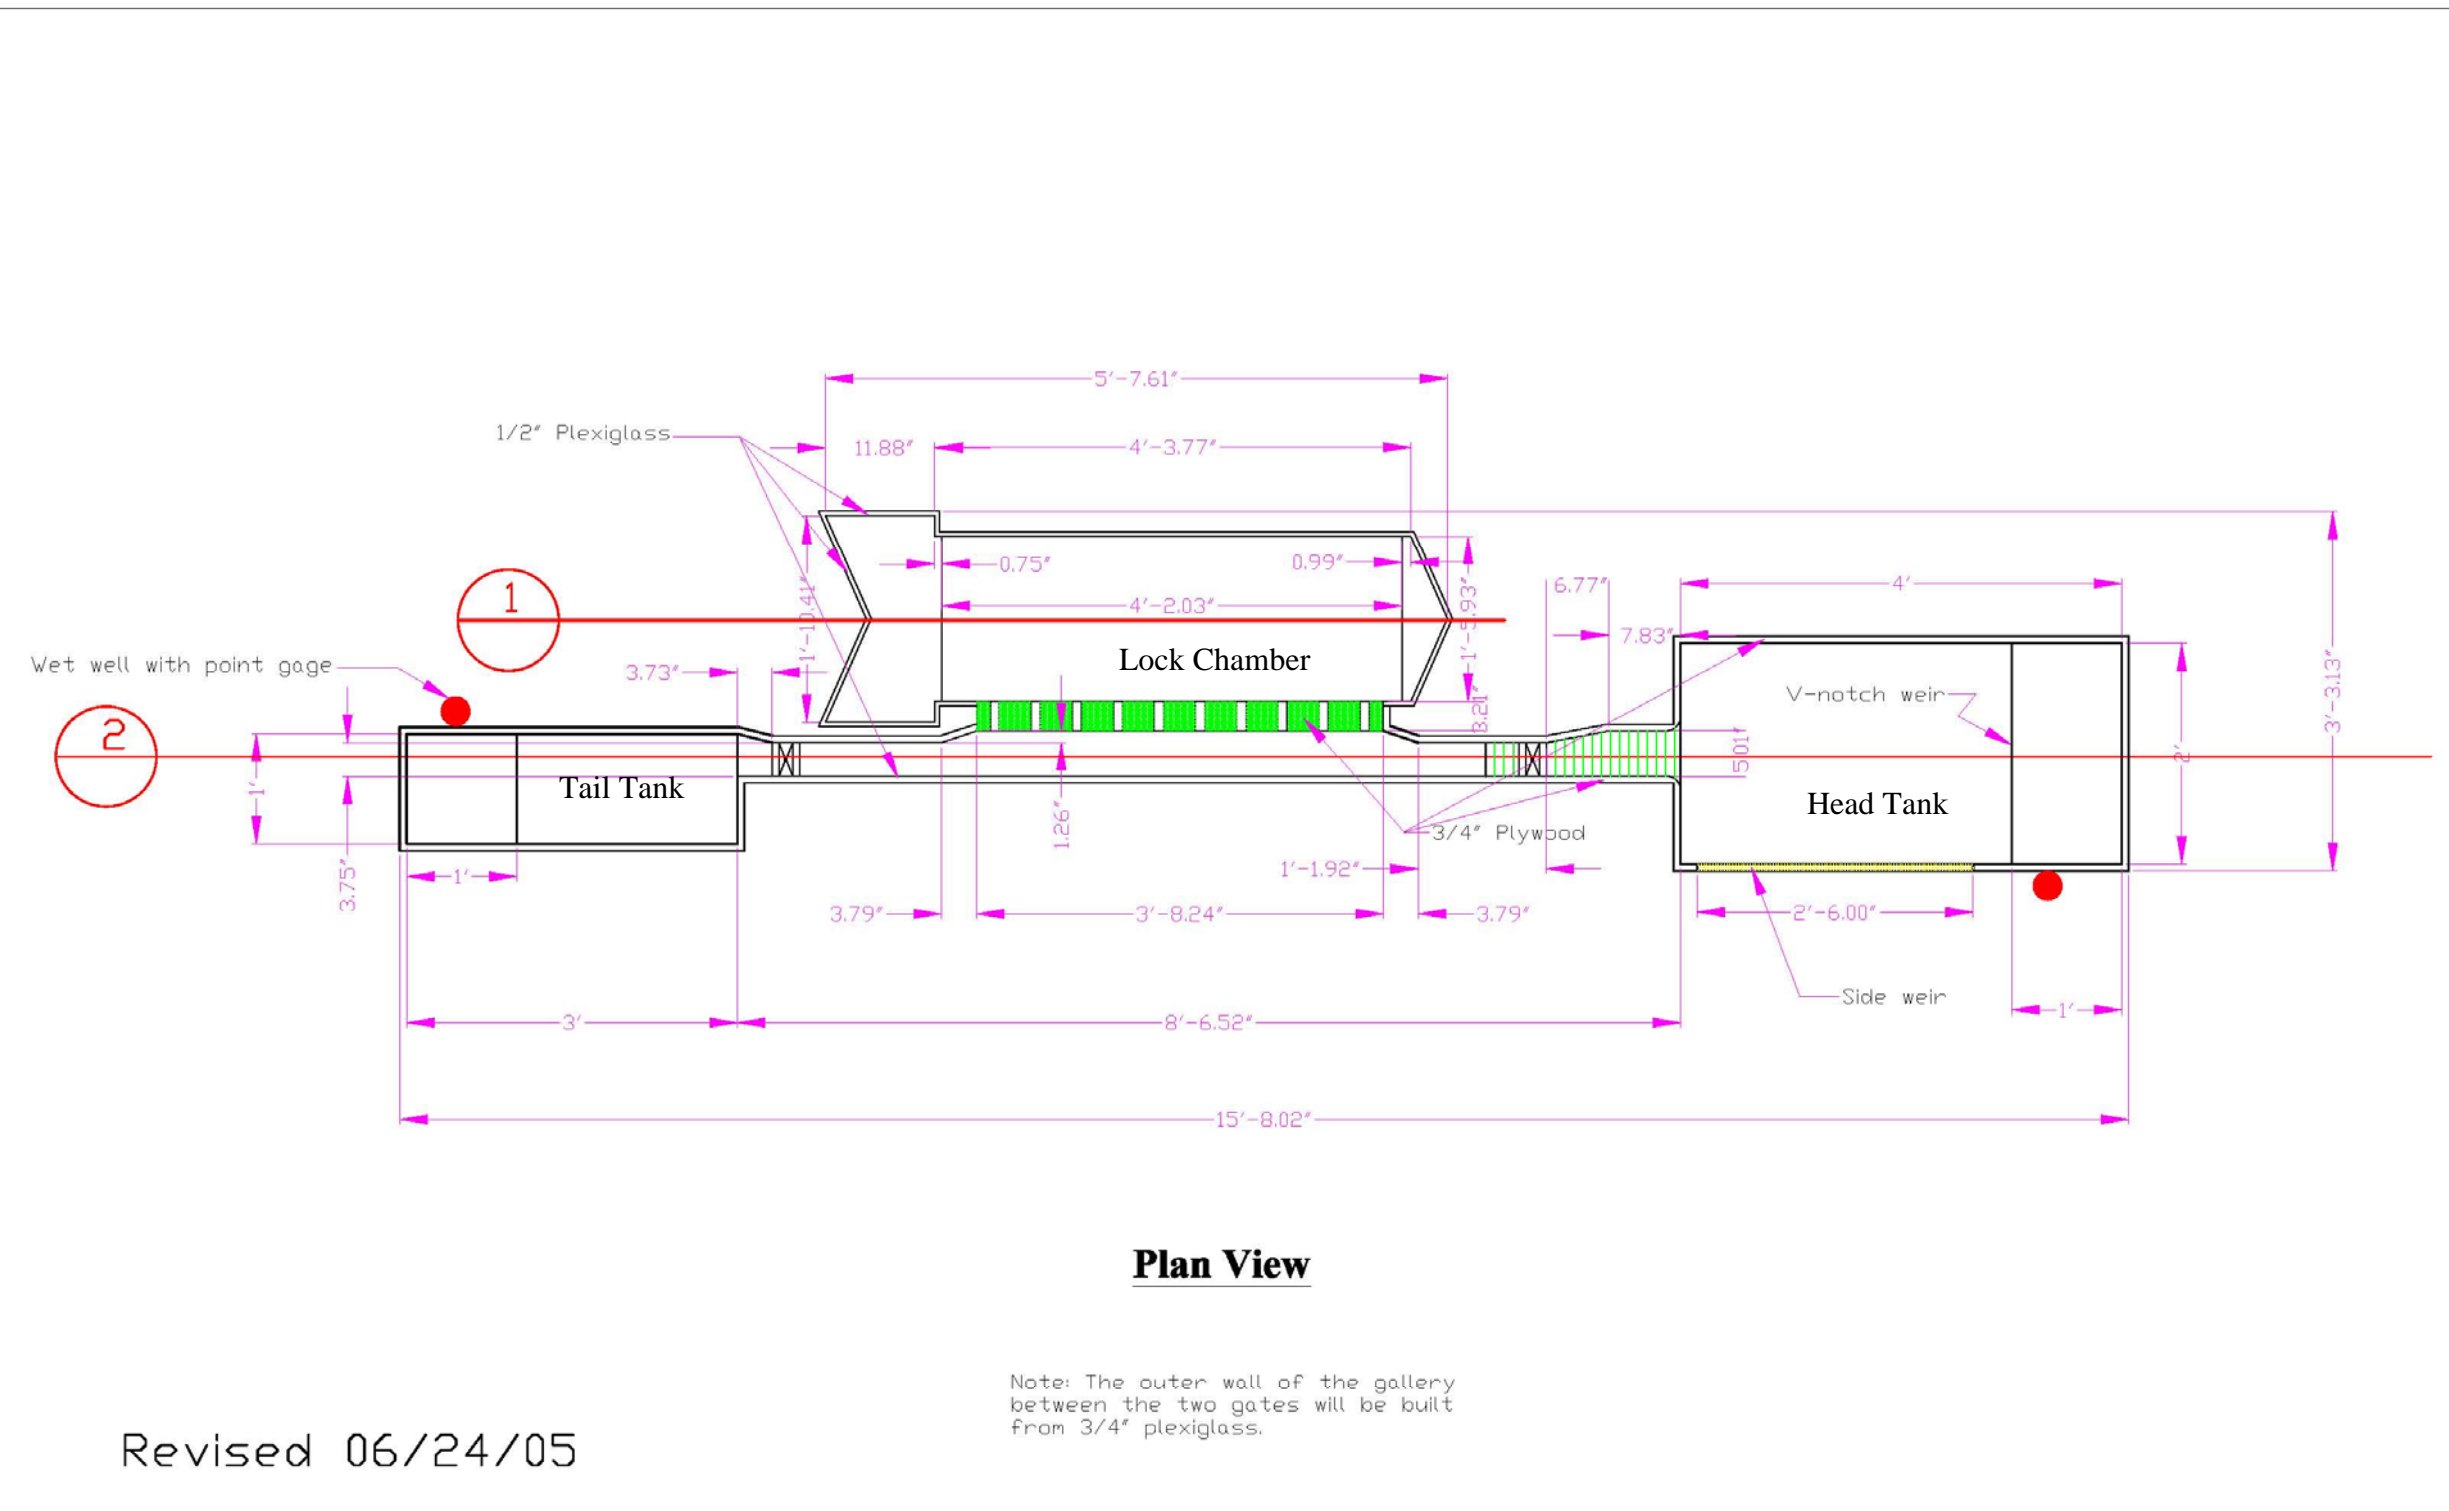 5'-7.61"
1/2" Plexiglass
11.88"
4'-3.77"
0.75"
0.99"
1'-10.41"
1'-5.93"
6.77"
4'
1
4'-2.03"
7.83"
Wet well with point gage
3.73"
Lock Chamber
3'-3.13"
V-notch weir
3.21"
2
5.01"
2'
Tail Tank
1'
Head Tank
1.26"
3/4" Plywood
3.75"
1'
1'-1.92"
3.79"
3'-8.24"
3.79"
2'-6.00"
Side weir
1'
3'
8'-6.52"
15'-8.02"
Plan View
Note: The outer wall of the gallery
between the two gates will be built
from 3/4" plexiglass.
Revised 06/24/05